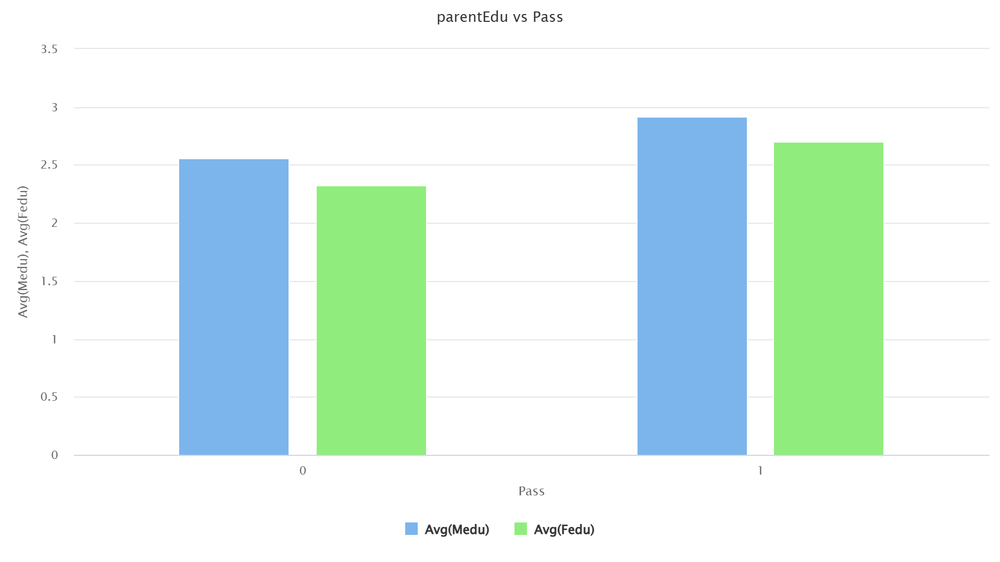 parentEdu vs Pass
3.5
3
2.5
2
1.5
1
0.5
0
Avg(Medu), Avg(Fedu)
0
1
Pass
Avg(Medu)
Avg(Fedu)